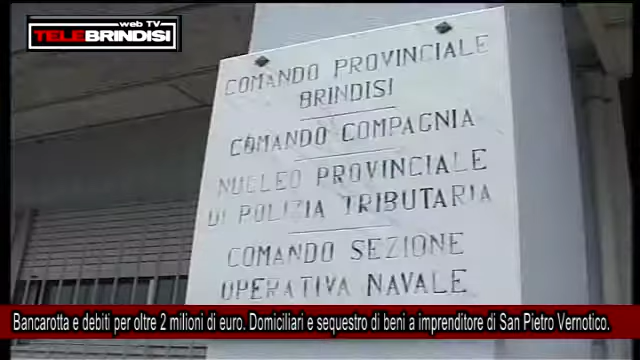 web TV
TELEBRINDISI
COMANDO PROVINCIALE
BRINDISI
COMANDO COMPAGNIA
NUCLEO PROVINCIALE
DI POLIZIA TRIBUTARIA
COMANDO SEZIONE
OPERATIVA NAVALE
Bancarotta e debiti per oltre 2 milioni di euro. Domiciliari e sequestro di beni a imprenditore di San Pietro Vernotico.